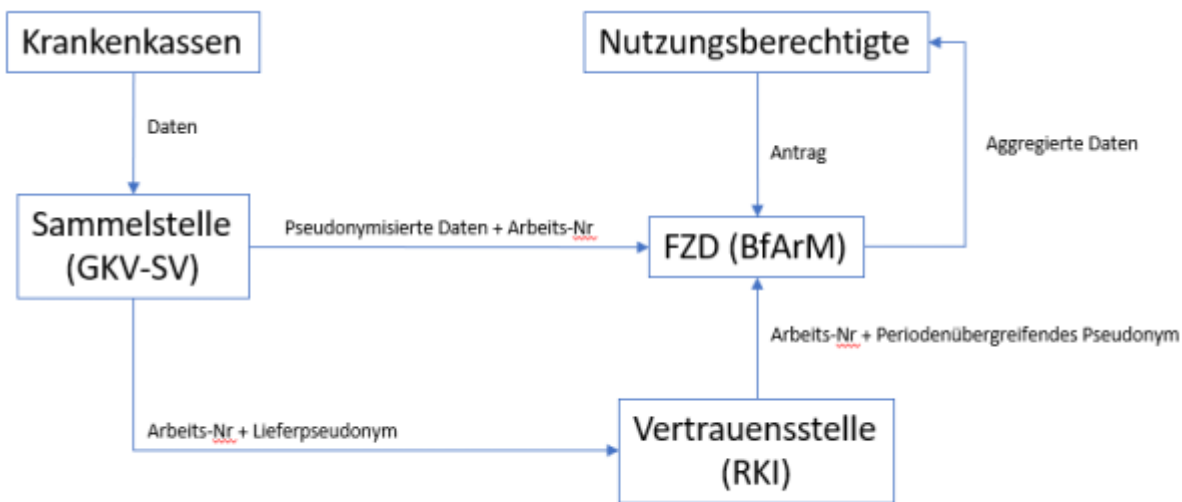 Krankenkassen
Nutzungsberechtigte
Daten
Antrag
Aggregierte Daten
Sammelstelle
(GKV-SV)
Pseudonymisierte Daten + Arbeits-Nr
FZD (BfArM)
Arbeits-Nr + Periodenübergreifendes Pseudonym
Arbeits-Nr + Lieferpseudonym
Vertrauensstelle
(RKI)